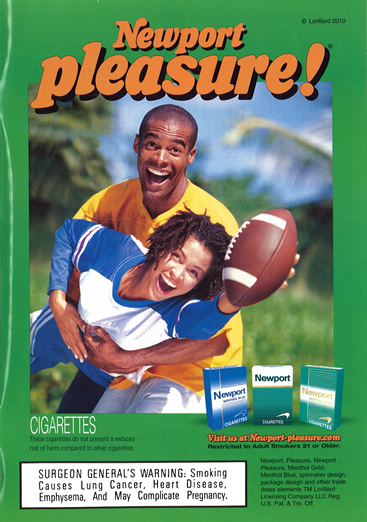 © Lorillard 2010
Newport
pleasure!®
Newport
MENTHOL BLUE
CIGARETTES
Newport
CIGARETTES
Newport
MENTHOL GOLD
CIGARETTES
CIGARETTES
These cigarettes do not present a reduced
risk of harm compared to other cigarettes.
Visit us at Newport-pleasure.com
Restricted to Adult Smokers 21 or Older.
SURGEON GENERAL'S WARNING: Smoking
Causes Lung Cancer, Heart Disease,
Emphysema, And May Complicate Pregnancy.
Newport, Pleasure, Newport
Pleasure, Menthol Gold,
Menthol Blue, spinnaker design,
package design and other trade
dress elements TM Lorillard
Licensing Company LLC Reg.
U.S. Pat. & Tm. Off.